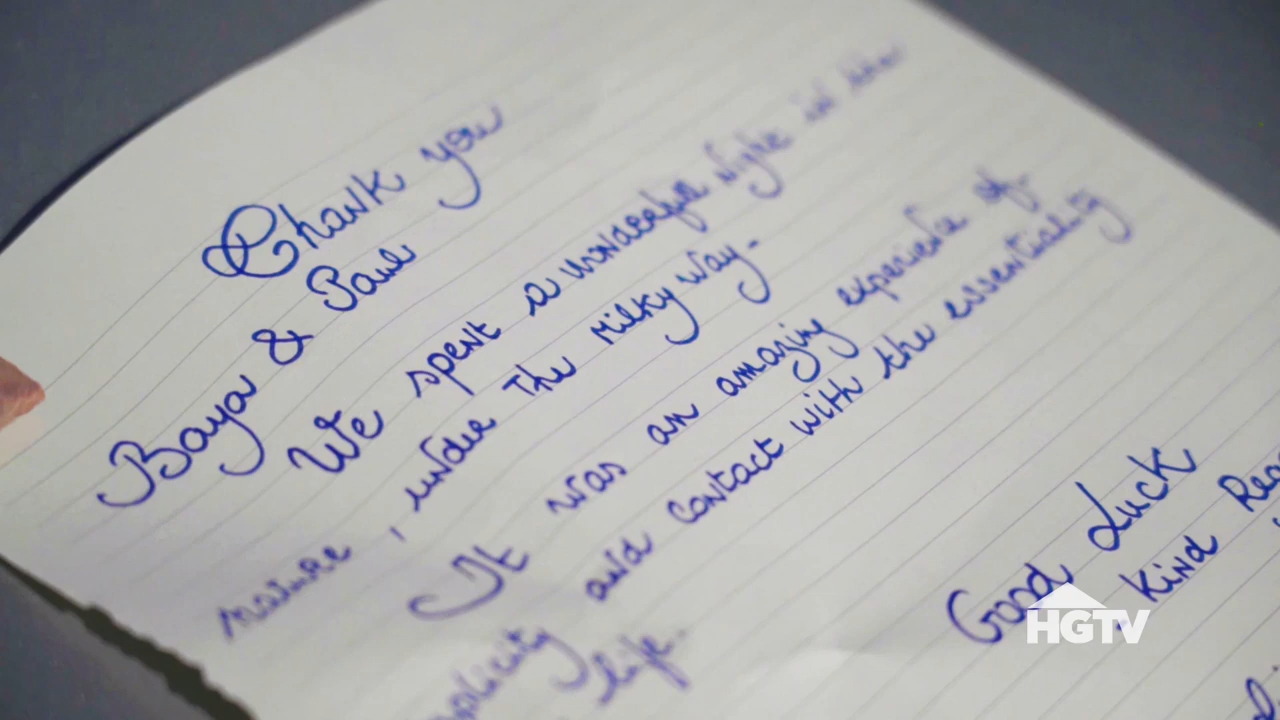 Thank you
Baya & Paul
We spent a wonderful night in
nature, under The Milky Way.
It was an amazing experience of
and contact with the essentiality
life.
Good Luck
Kind
HGTV